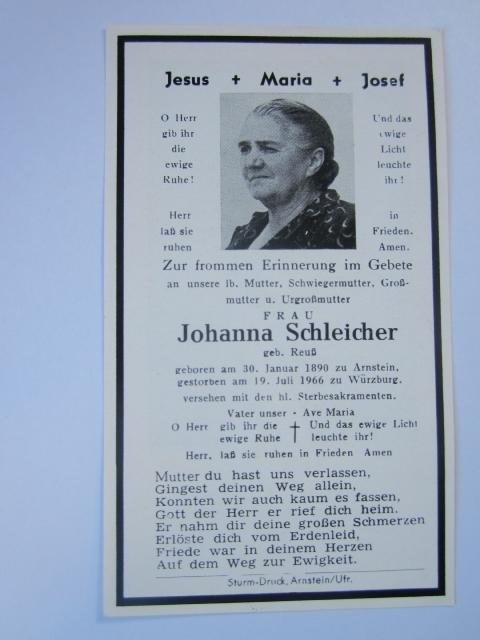 Jesus + Maria + Josef
O Herr
gib ihr
die
ewige
Ruhe!
Herr
laß sie
ruhen
Und das
ewige
Licht
leuchte
ihr!
in
Frieden.
Amen.
Zur frommen Erinnerung im Gebete
an unsere lb. Mutter, Schwiegermutter, Groß-
mutter u. Urgroßmutter
FRAU
Johanna Schleicher
geb. Reuß
geboren am 30. Januar 1890 zu Arnstein,
gestorben am 19. Juli 1966 zu Würzburg,
versehen mit den hl. Sterbesakramenten.
Vater unser - Ave Maria
O Herr gib ihr die Und das ewige Licht
ewige Ruhe leuchte ihr!
Herr, laß sie ruhen in Frieden Amen
Mutter du hast uns verlassen,
Gingest deinen Weg allein,
Konnten wir auch kaum es fassen,
Gott der Herr er rief dich heim.
Er nahm dir deine großen Schmerzen
Erlöste dich vom Erdenleid,
Friede war in deinem Herzen
Auf dem Weg zur Ewigkeit.
Sturm-Druck, Arnstein/Ufr.